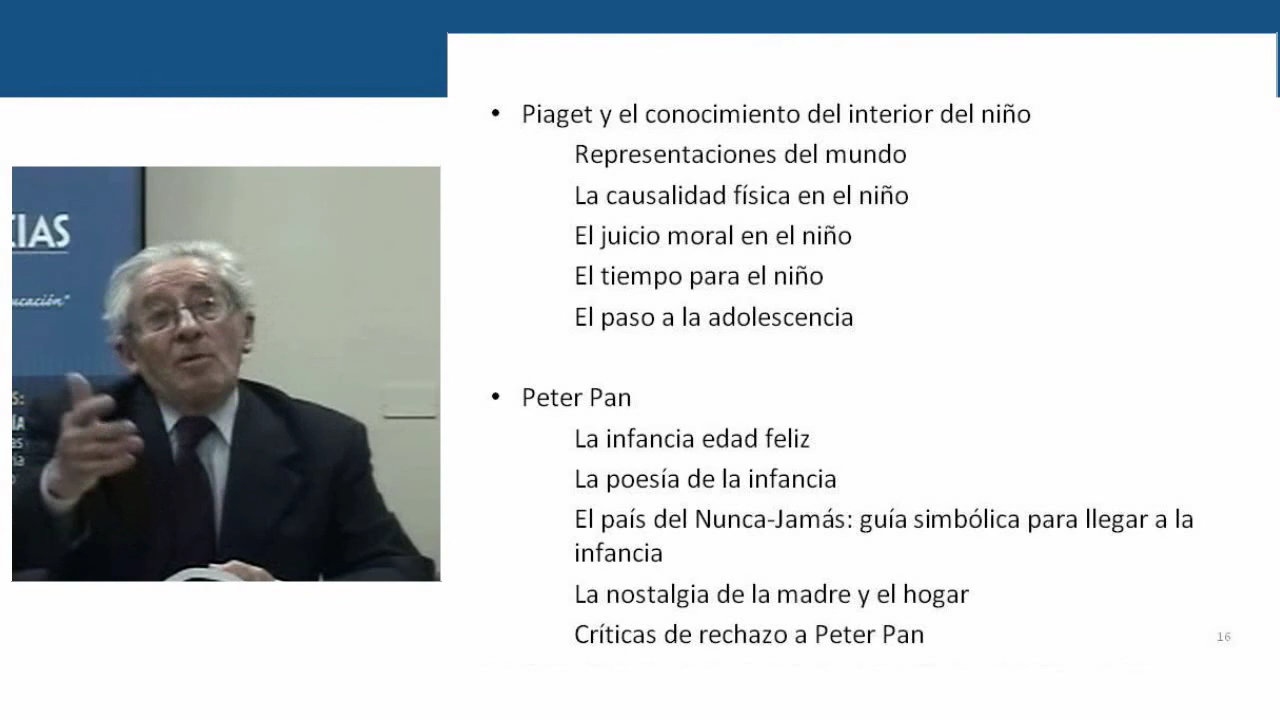 CIAS
ucación"
• Piaget y el conocimiento del interior del niño
Representaciones del mundo
La causalidad física en el niño
El juicio moral en el niño
El tiempo para el niño
El paso a la adolescencia
• Peter Pan
La infancia edad feliz
La poesía de la infancia
El país del Nunca-Jamás: guía simbólica para llegar a la
infancia
La nostalgia de la madre y el hogar
Críticas de rechazo a Peter Pan
16